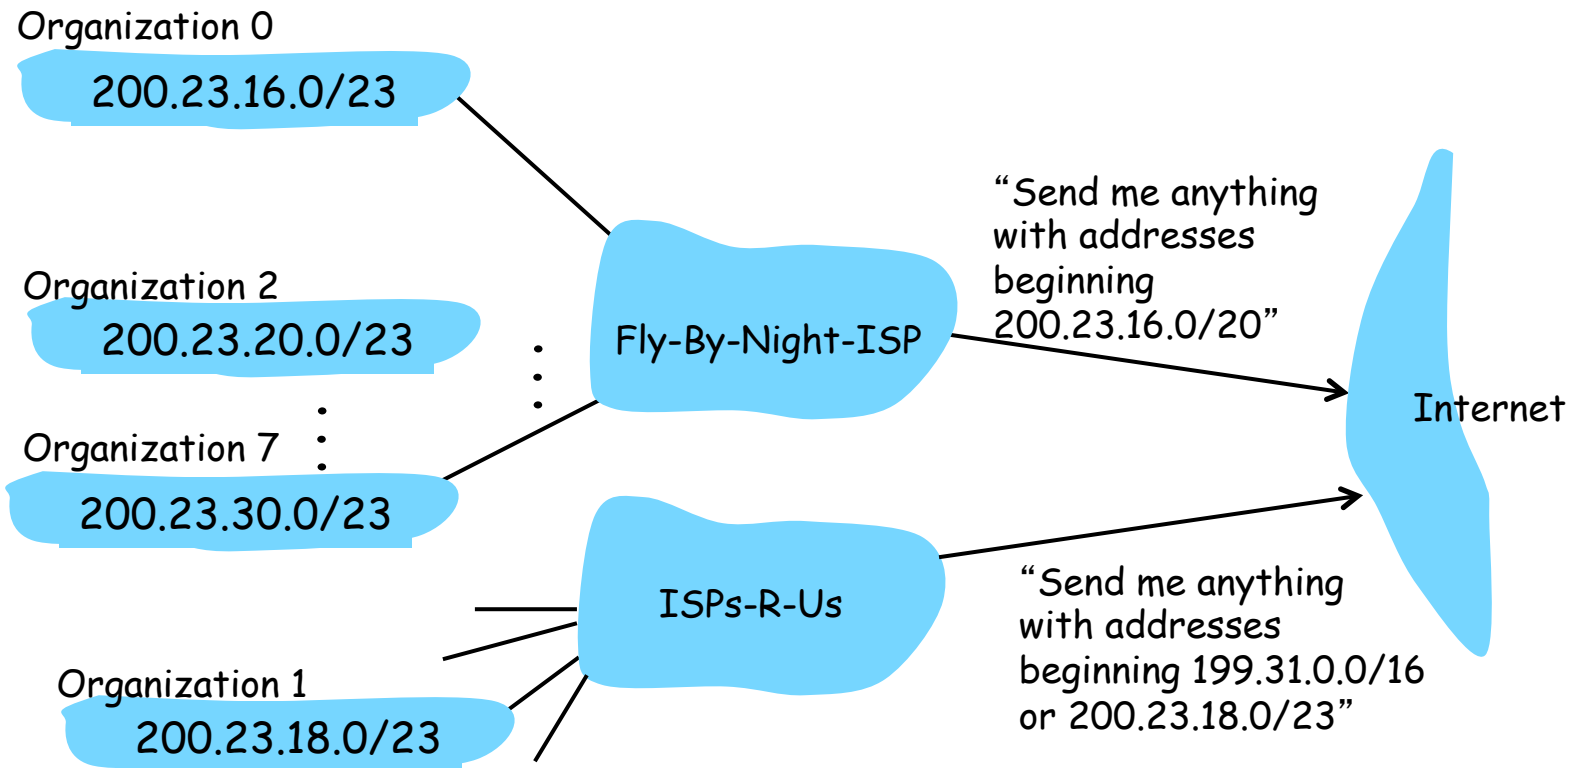 Organization 0
200.23.16.0/23
Organization 2
200.23.20.0/23
Organization 7
200.23.30.0/23
Fly-By-Night-ISP
“Send me anything
with addresses
beginning
200.23.16.0/20”
Internet
ISPs-R-Us
Organization 1
200.23.18.0/23
“Send me anything
with addresses
beginning 199.31.0.0/16
or 200.23.18.0/23”